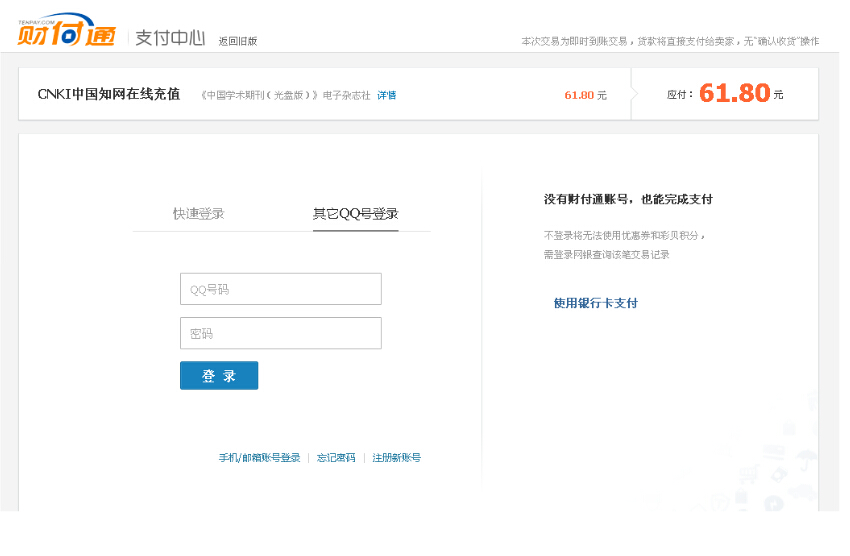 TENPAY.COM
财付通
支付中心 返回旧版
本次交易为即时到账交易，货款将直接支付给卖家，无“确认收货”操作
CNKI中国知网在线充值 《中国学术期刊（光盘版）》电子杂志社 详情 61.80 元 应付：61.80 元
快速登录 其它QQ号登录
QQ号码
密码
登 录
手机/邮箱账号登录 | 忘记密码 | 注册新账号
没有财付通账号，也能完成支付
不登录将无法使用优惠券和彩贝积分，
需登录网银查询该笔交易记录
使用银行卡支付